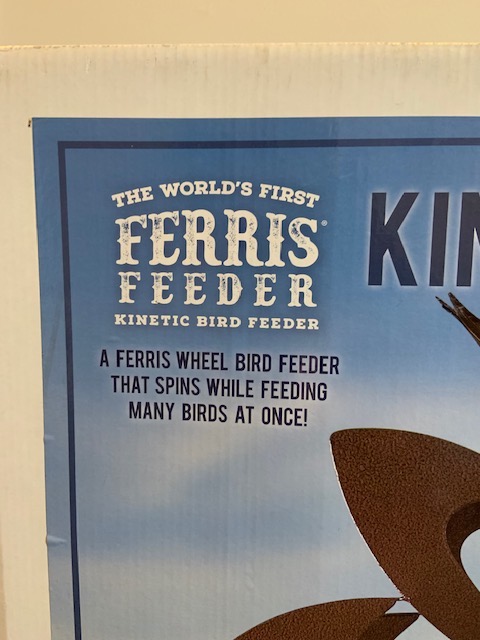 THE WORLD'S FIRST
FERRIS®
FEEDER
KINETIC BIRD FEEDER
A FERRIS WHEEL BIRD FEEDER
THAT SPINS WHILE FEEDING
MANY BIRDS AT ONCE!